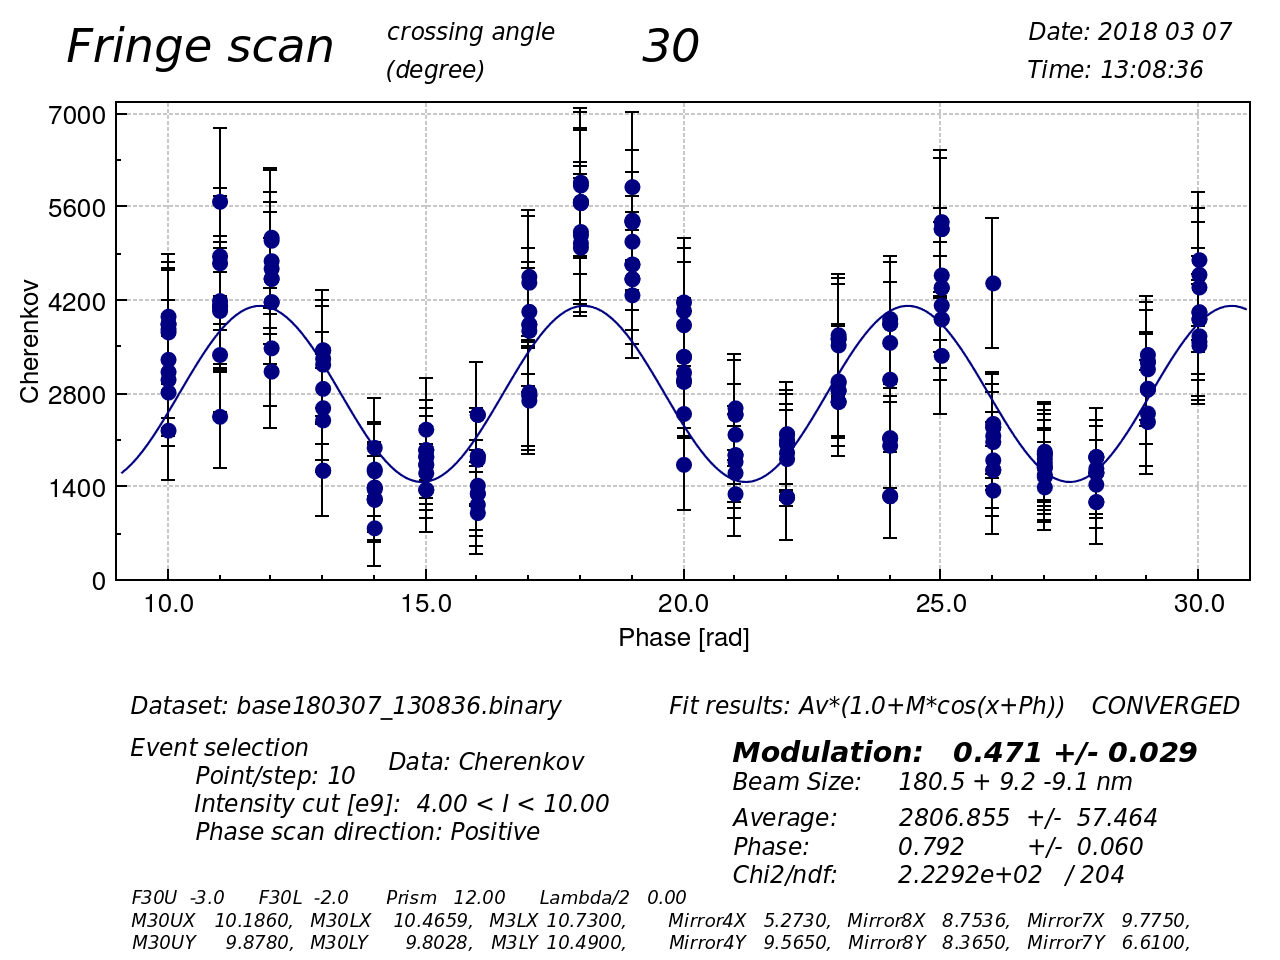 Fringe scan crossing angle (degree) 30 Date: 2018 03 07
Time: 13:08:36
7000
5600
4200
2800
1400
0
Cherenkov
10.0 15.0 20.0 25.0 30.0
Phase [rad]
Dataset: base180307_130836.binary
Fit results: Av*(1.0+M*cos(x+Ph)) CONVERGED
Event selection
Point/step: 10 Data: Cherenkov
Intensity cut [e9]: 4.00 < I < 10.00
Phase scan direction: Positive
Modulation: 0.471 +/- 0.029
Beam Size: 180.5 + 9.2 -9.1 nm
Average: 2806.855 +/- 57.464
Phase: 0.792 +/- 0.060
Chi2/ndf: 2.2292e+02 / 204
F30U -3.0 F30L -2.0 Prism 12.00 Lambda/2 0.00
M30UX 10.1860, M30LX 10.4659, M3LX 10.7300, Mirror4X 5.2730, Mirror8X 8.7536, Mirror7X 9.7750,
M30UY 9.8780, M30LY 9.8028, M3LY 10.4900, Mirror4Y 9.5650, Mirror8Y 8.3650, Mirror7Y 6.6100,